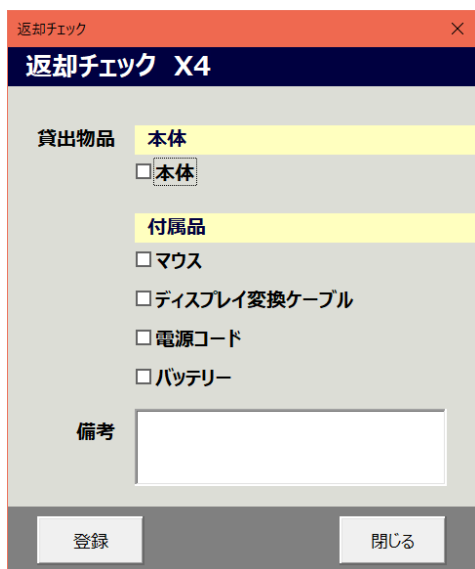 返却チェック
返却チェック X4
貸出物品 本体
本体
付属品
マウス
ディスプレイ変換ケーブル
電源コード
バッテリー
備考
登録 閉じる